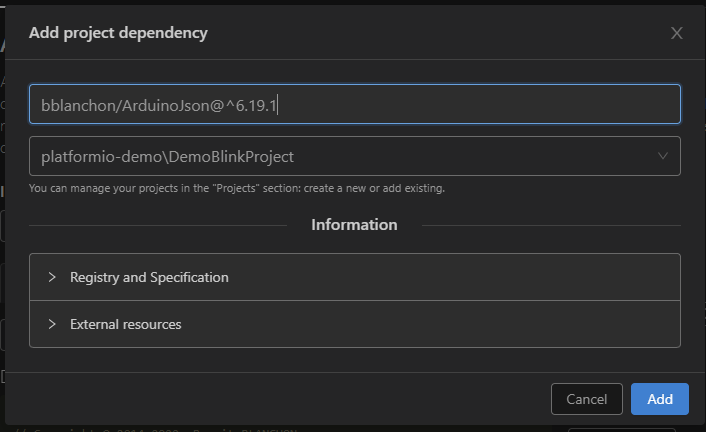 Add project dependency
bblanchon/ArduinoJson@^6.19.1
platformio-demo\DemoBlinkProject
You can manage your projects in the "Projects" section: create a new or add existing.
Information
Registry and Specification
External resources
Cancel
Add